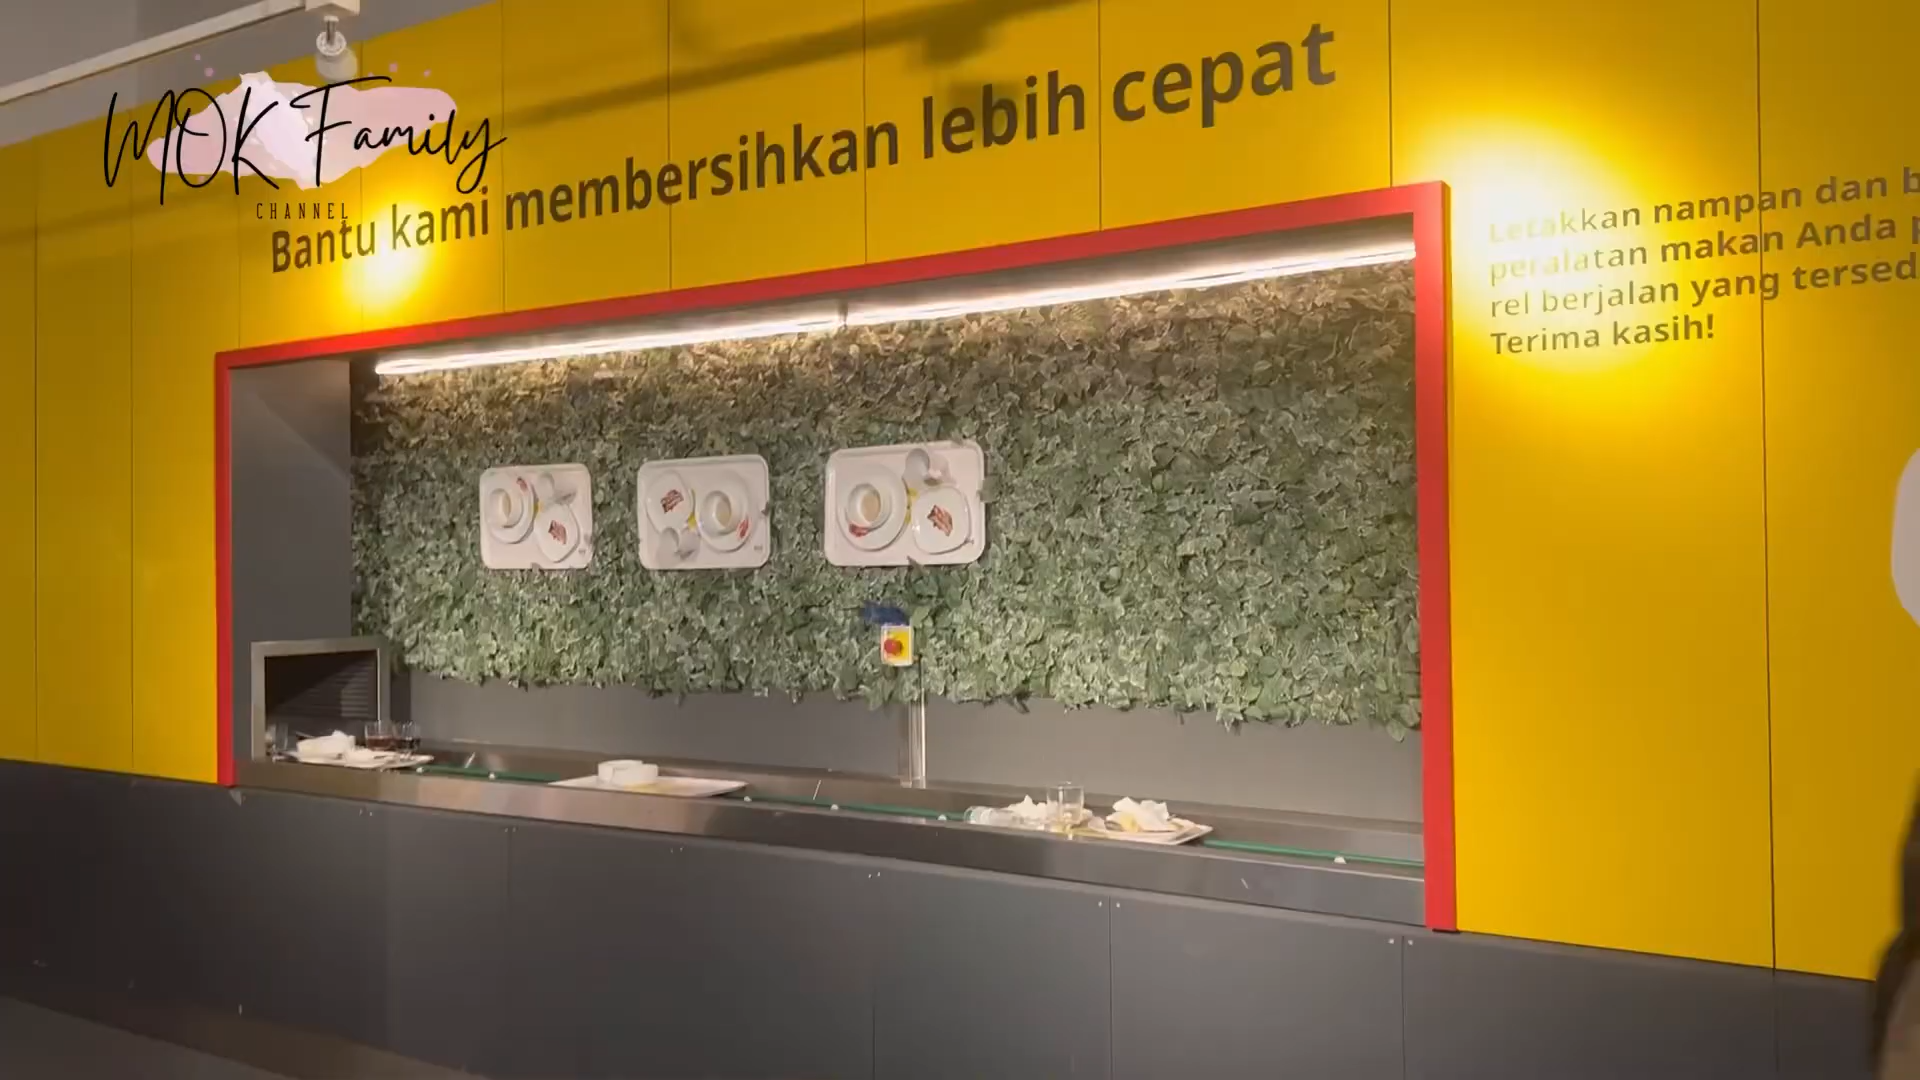 MOK Family
CHANNEL
Bantu kami membersihkan lebih cepat
Letakkan nampan dan
peralatan makan Anda
rel berjalan yang
Terima kasih!